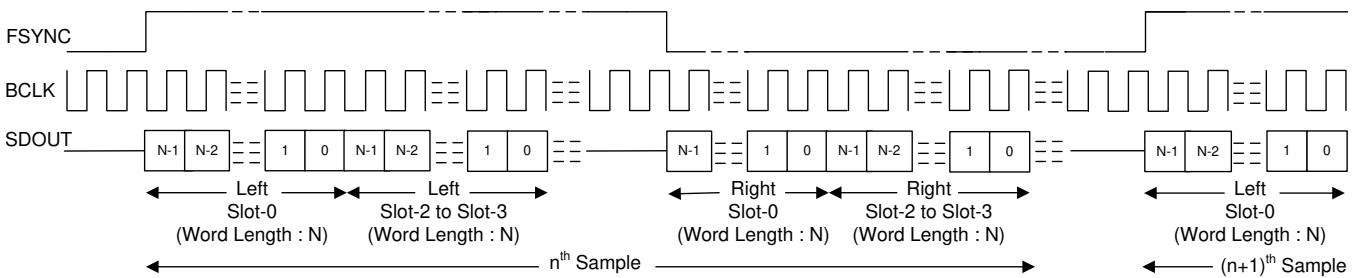 FSYNC
BCLK
SDOUT
N-1 N-2 1 0 N-1 N-2 1 0 N-1 1 0 N-1 N-2 1 0 N-1 N-2 1 0
Left Left Right Right Left
Slot-0 Slot-2 to Slot-3 Slot-0 Slot-2 to Slot-3 Slot-0
(Word Length : N) (Word Length : N) (Word Length : N) (Word Length : N) (Word Length : N)
nth Sample (n+1)th Sample